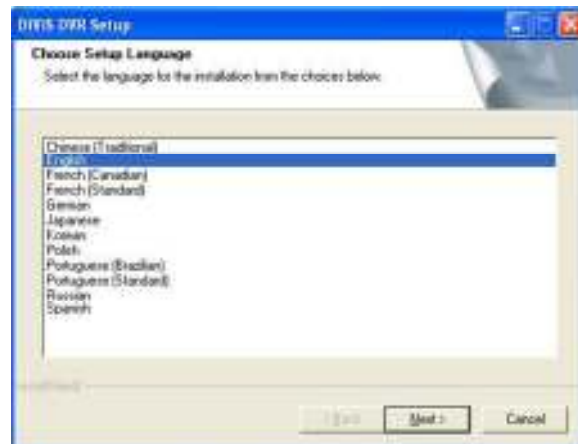 DIVIS DVR Setup
Choose Setup Language
Select the language for the installation from the choices below.
Chinese (Traditional)
English
French (Canadian)
French (Standard)
German
Japanese
Korean
Polish
Portuguese (Brazilian)
Portuguese (Standard)
Russian
Spanish
< Back
Next >
Cancel